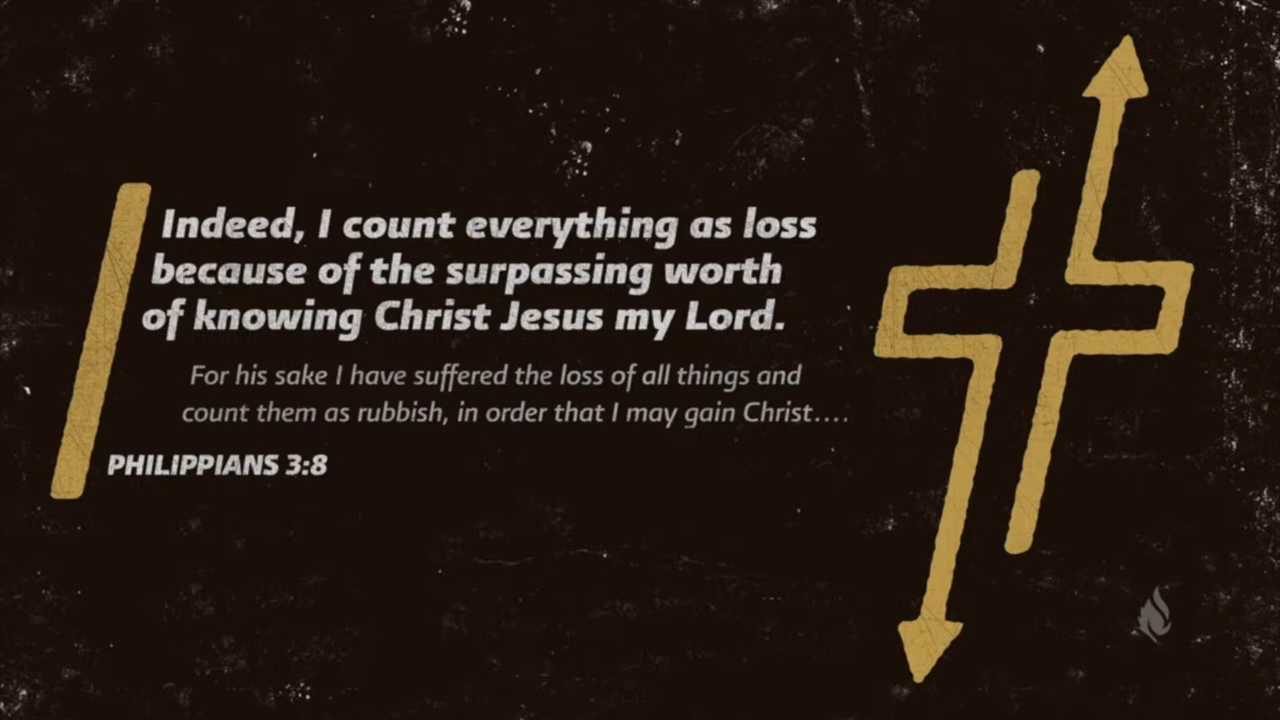 Indeed, I count everything as loss
because of the surpassing worth
of knowing Christ Jesus my Lord.
For his sake I have suffered the loss of all things and
count them as rubbish, in order that I may gain Christ….
PHILIPPIANS 3:8